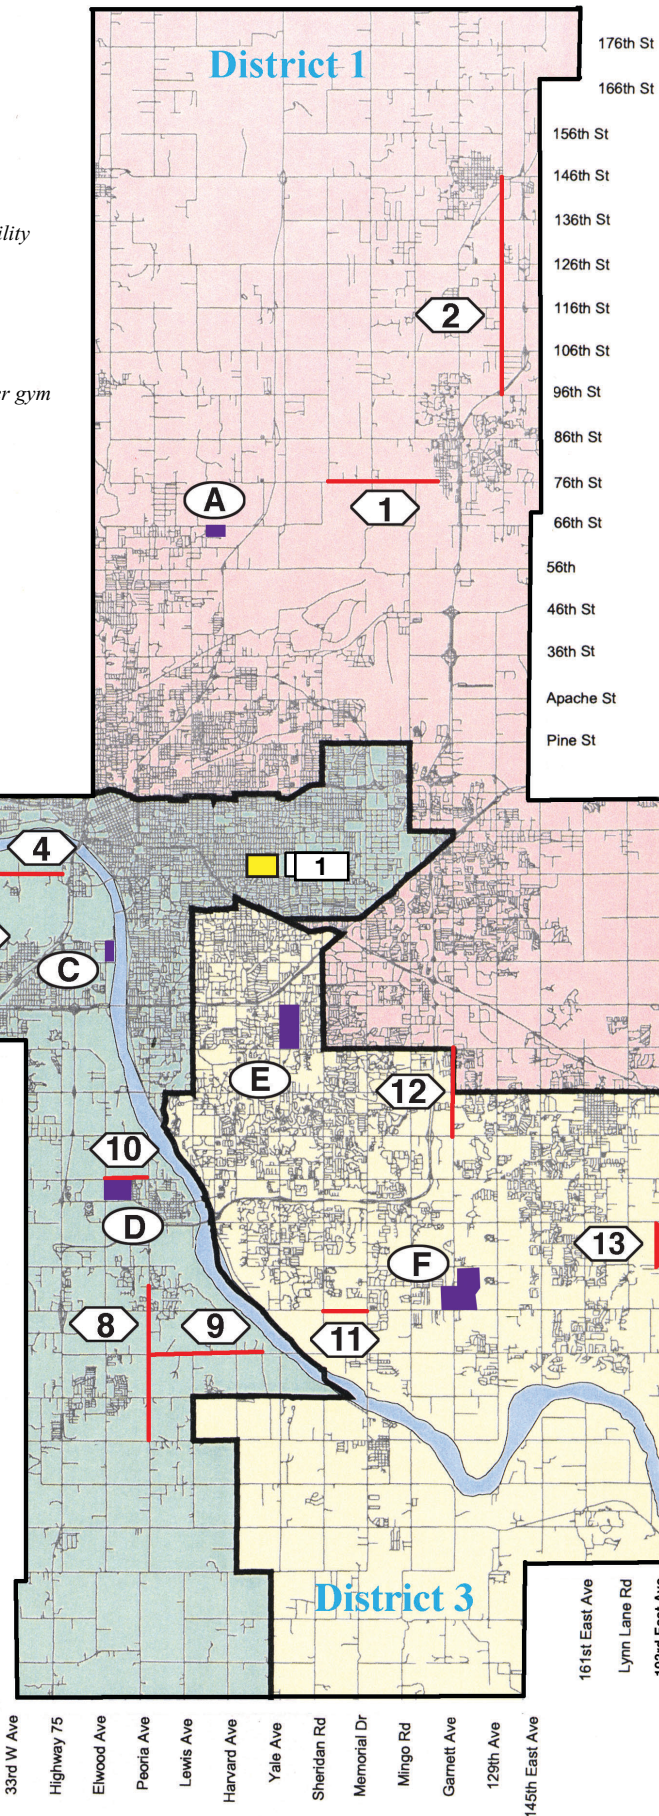 District 1
176th St
166th St
156th St
146th St
136th St
ility
126th St
2
116th St
106th St
er gym
96th St
86th St
76th St
A
1
66th St
56th
46th St
36th St
Apache St
Pine St
4
1
C
E
12
10
D
13
F
8
9
11
District 3
161st East Ave
Lynn Lane Rd
33rd W Ave
Highway 75
Elwood Ave
Peoria Ave
Lewis Ave
Harvard Ave
Yale Ave
Sheridan Rd
Memorial Dr
Mingo Rd
Garnett Ave
129th Ave
145th East Ave